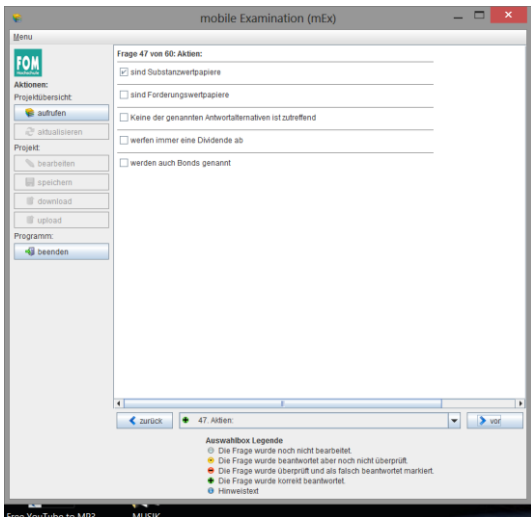 mobile Examination (mEx)
Menu
FOM
Hochschule
Aktionen:
Projektübersicht:
aufrufen
aktualisieren
Projekt:
bearbeiten
speichern
download
upload
Programm:
beenden
Frage 47 von 60: Aktien:
sind Substanzwertpapiere
sind Forderungswertpapiere
Keine der genannten Antwortalternativen ist zutreffend
werfen immer eine Dividende ab
werden auch Bonds genannt
zurück
47. Aktien:
vor
Auswahlbox Legende
Die Frage wurde noch nicht bearbeitet.
Die Frage wurde beantwortet aber noch nicht überprüft.
Die Frage wurde überprüft und als falsch beantwortet markiert.
Die Frage wurde korrekt beantwortet.
Hinweistext
Free YouTube to MP3 MUSIK